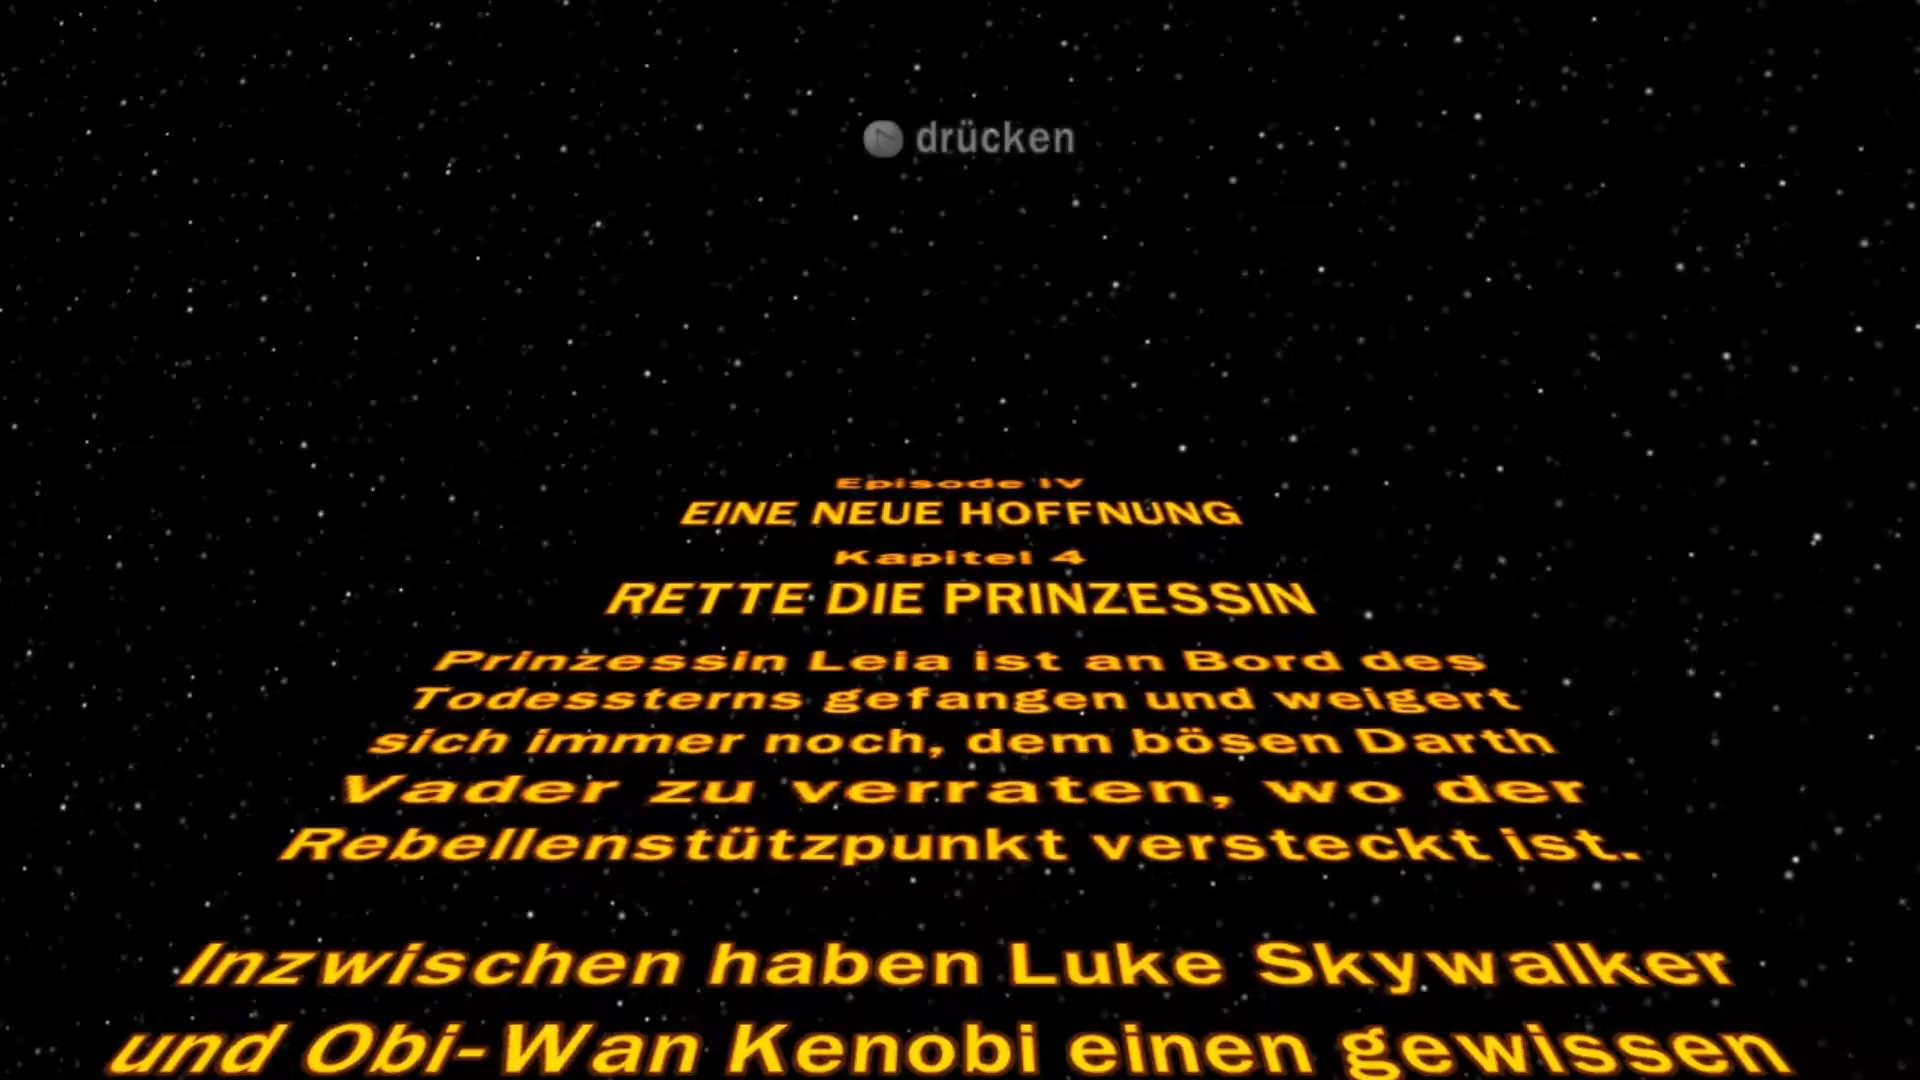 drücken
Episode IV
EINE NEUE HOFFNUNG
Kapitel 4
RETTE DIE PRINZESSIN
Prinzessin Leia ist an Bord des
Todessterns gefangen und weigert
sich immer noch, dem bösen Darth
Vader zu verraten, wo der
Rebellenstützpunkt versteckt ist.
Inzwischen haben Luke Skywalker
und Obi-Wan Kenobi einen gewissen